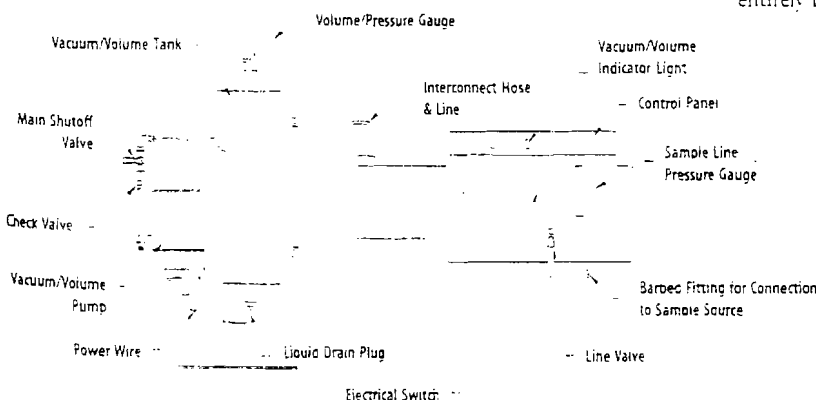 entirely
Volume/Pressure Gauge
Vacuum/Volume Tank
Vacuum/Volume
Indicator Light
Interconnect Hose
& Line
Control Panel
Main Shutoff
Valve
Sample Line
Pressure Gauge
Check Valve
Vacuum/Volume
Pump
Barbed Fitting for Connection
to Sample Source
Power Wire
Liquid Drain Plug
Line Valve
Electrical Switch